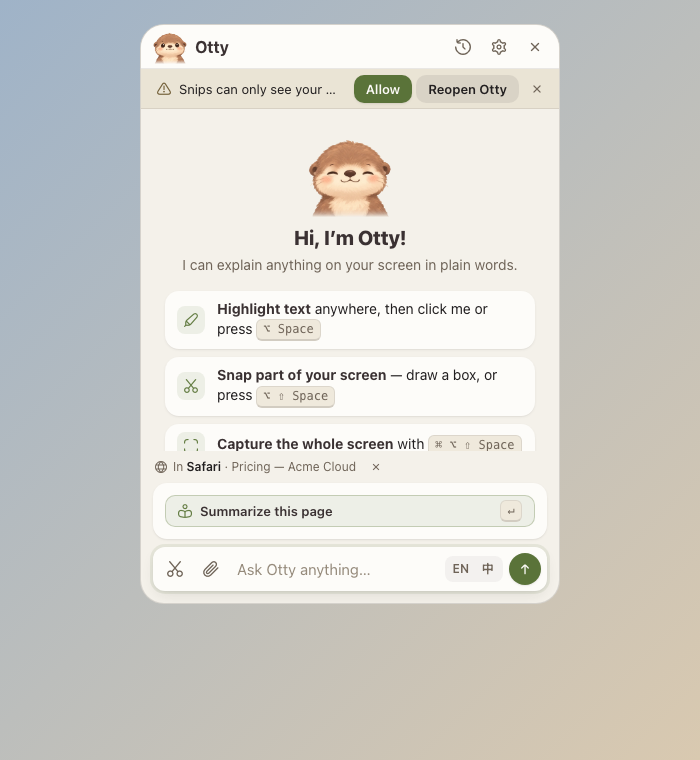 Otty
Snips can only see your ...
Allow
Reopen Otty
Hi, I'm Otty!
I can explain anything on your screen in plain words.
Highlight text anywhere, then click me or
press ⌥ Space
Snap part of your screen — draw a box, or
press ⌥ ⇧ Space
Capture the whole screen with ⌘ ⌥ ⇧ Space
In Safari · Pricing — Acme Cloud
Summarize this page ↵
Ask Otty anything...
EN 中